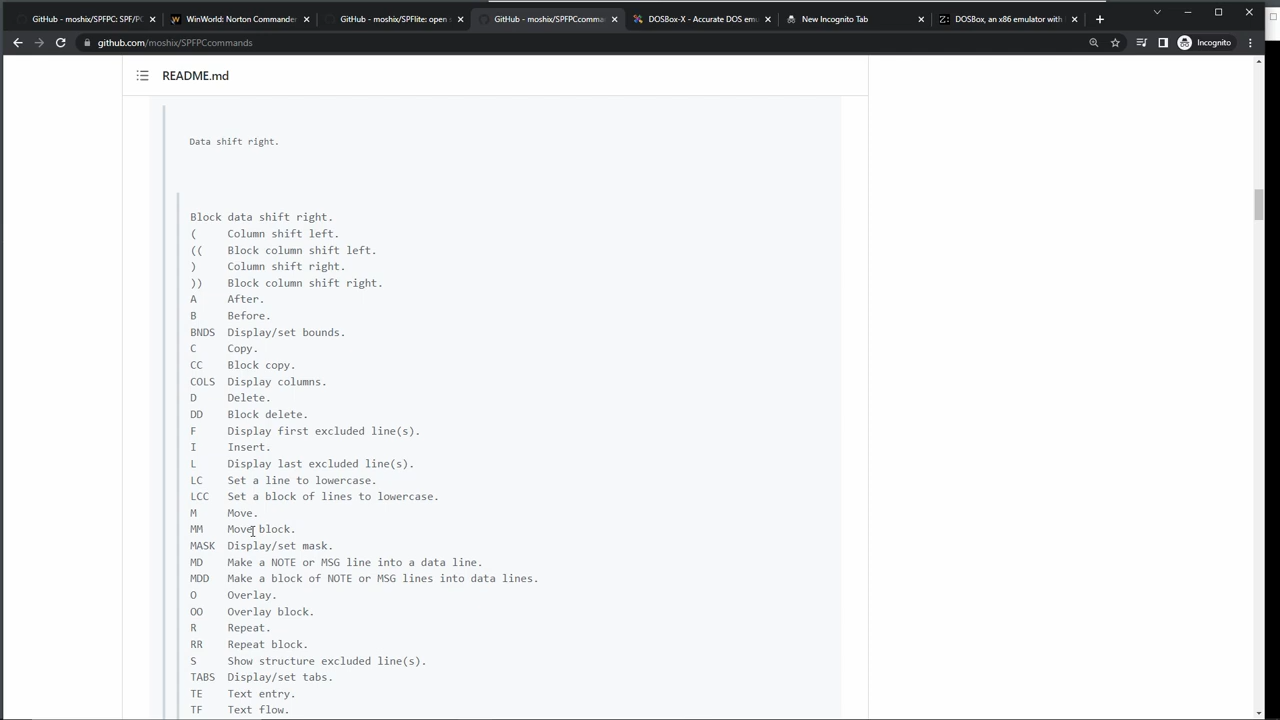 GitHub - moshix/SPFPC: SPF/PC
WinWorld: Norton Commander
GitHub - moshix/SPFlite: open
GitHub - moshix/SPFPCcomma
DOSBox-X - Accurate DOS em
New Incognito Tab
DOSBox, an x86 emulator with
github.com/moshix/SPFPCcommands
Incognito
README.md
Data shift right.
Block data shift right.
( Column shift left.
(( Block column shift left.
) Column shift right.
)) Block column shift right.
A After.
B Before.
BNDS Display/set bounds.
C Copy.
CC Block copy.
COLS Display columns.
D Delete.
DD Block delete.
F Display first excluded line(s).
I Insert.
L Display last excluded line(s).
LC Set a line to lowercase.
LCC Set a block of lines to lowercase.
M Move.
MM Move block.
MASK Display/set mask.
MD Make a NOTE or MSG line into a data line.
MDD Make a block of NOTE or MSG lines into data lines.
O Overlay.
OO Overlay block.
R Repeat.
RR Repeat block.
S Show structure excluded line(s).
TABS Display/set tabs.
TE Text entry.
TF Text flow.